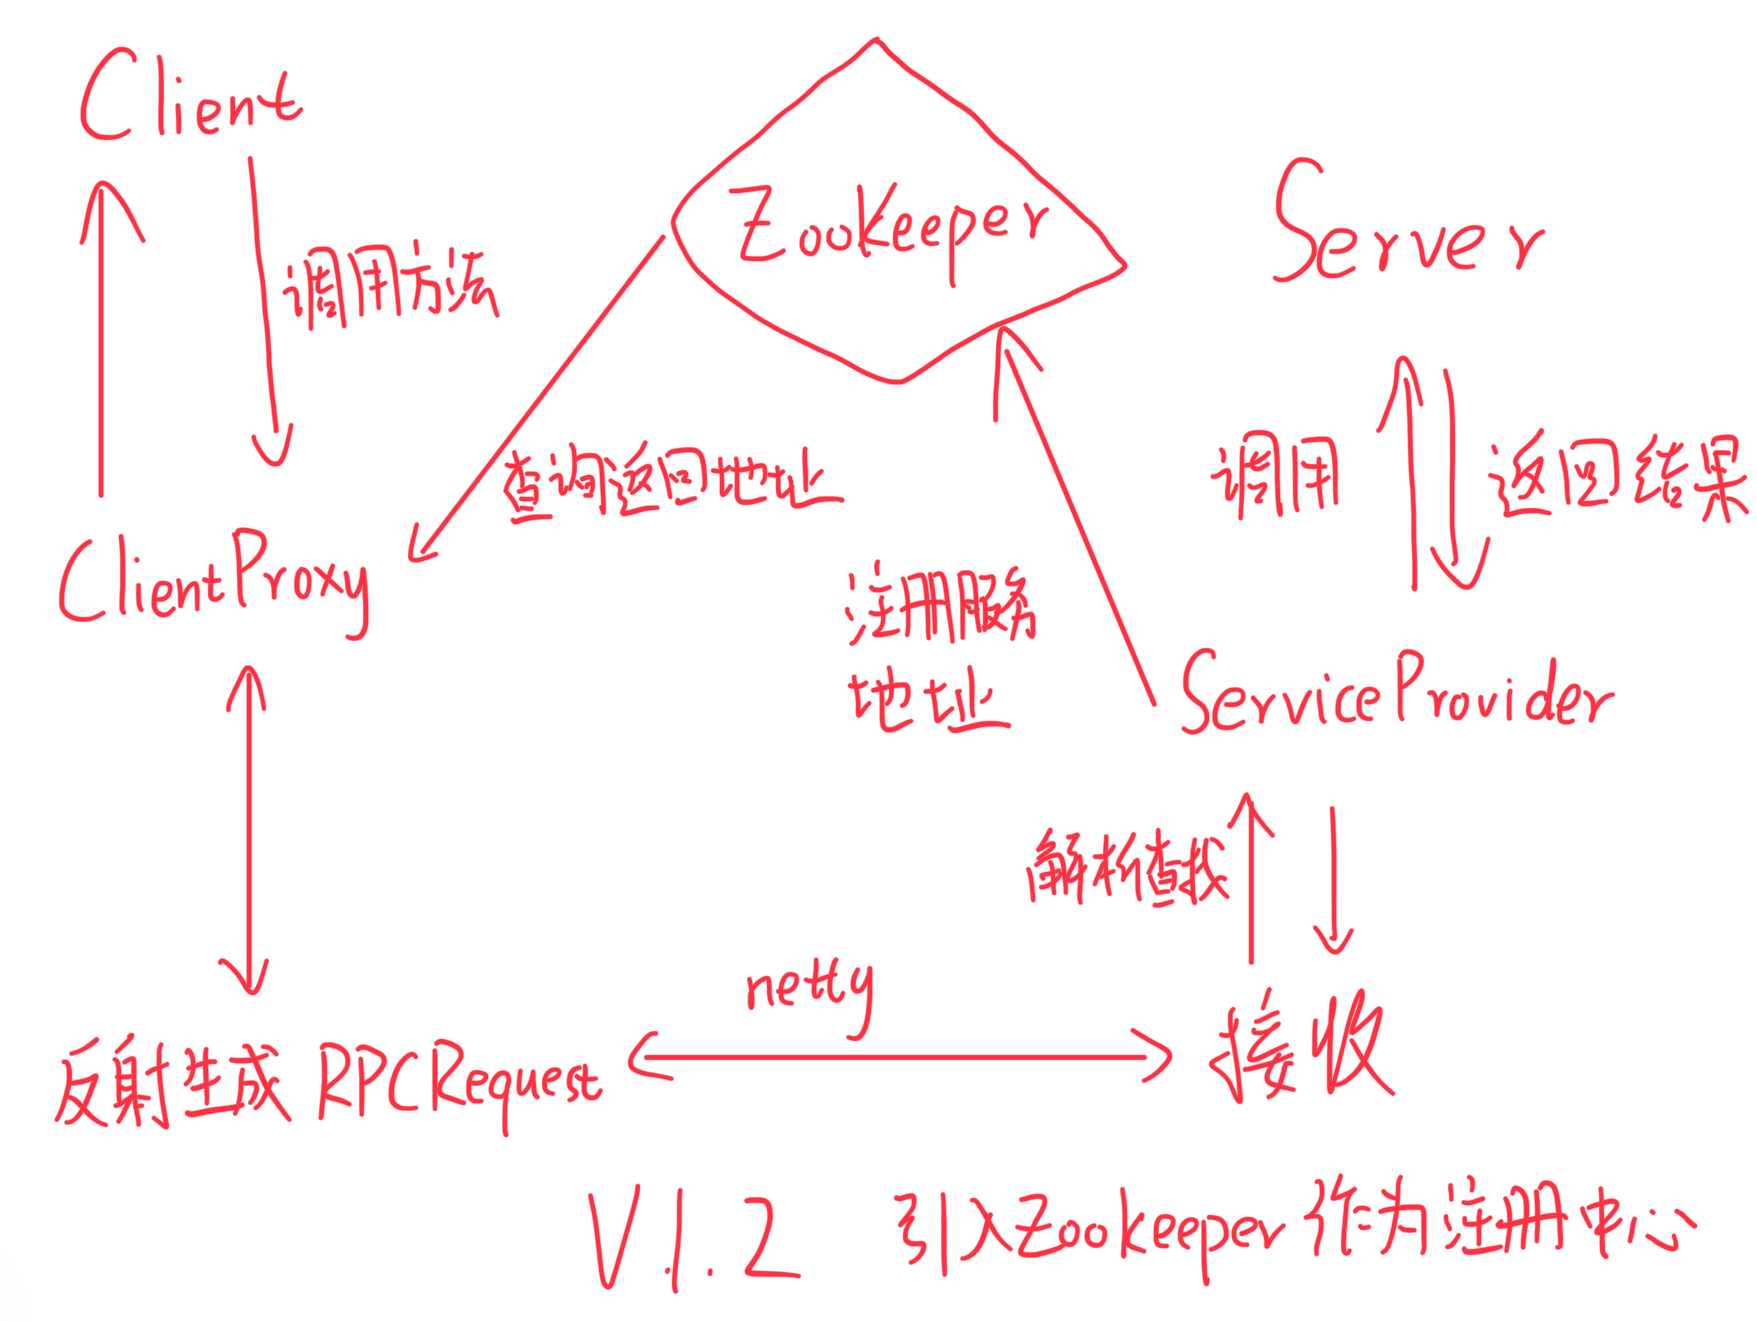 Client
Zookeeper
Server
调用方法
查询返回地址
调用
返回结果
ClientProxy
注册服务
地址
ServiceProvider
解析查找
netty
反射生成 RPCRequest
接收
V1.2 引入Zookeeper作为注册中心